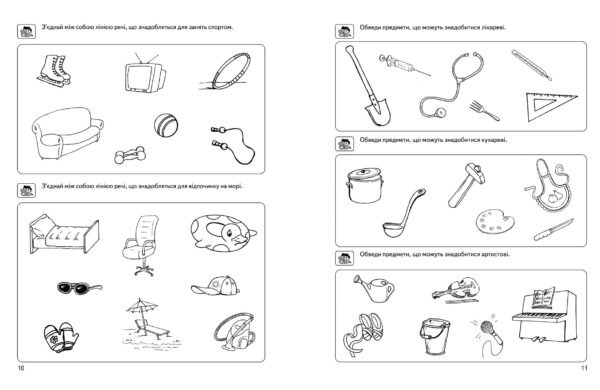 З'єднай між собою лінією речі, що знадобляться для занять спортом.
З'єднай між собою лінією речі, що знадобляться для відпочинку на морі.
10
Обведи предмети, що можуть знадобитися лікареві.
Обведи предмети, що можуть знадобитися кухареві.
Обведи предмети, що можуть знадобитися артистові.
11